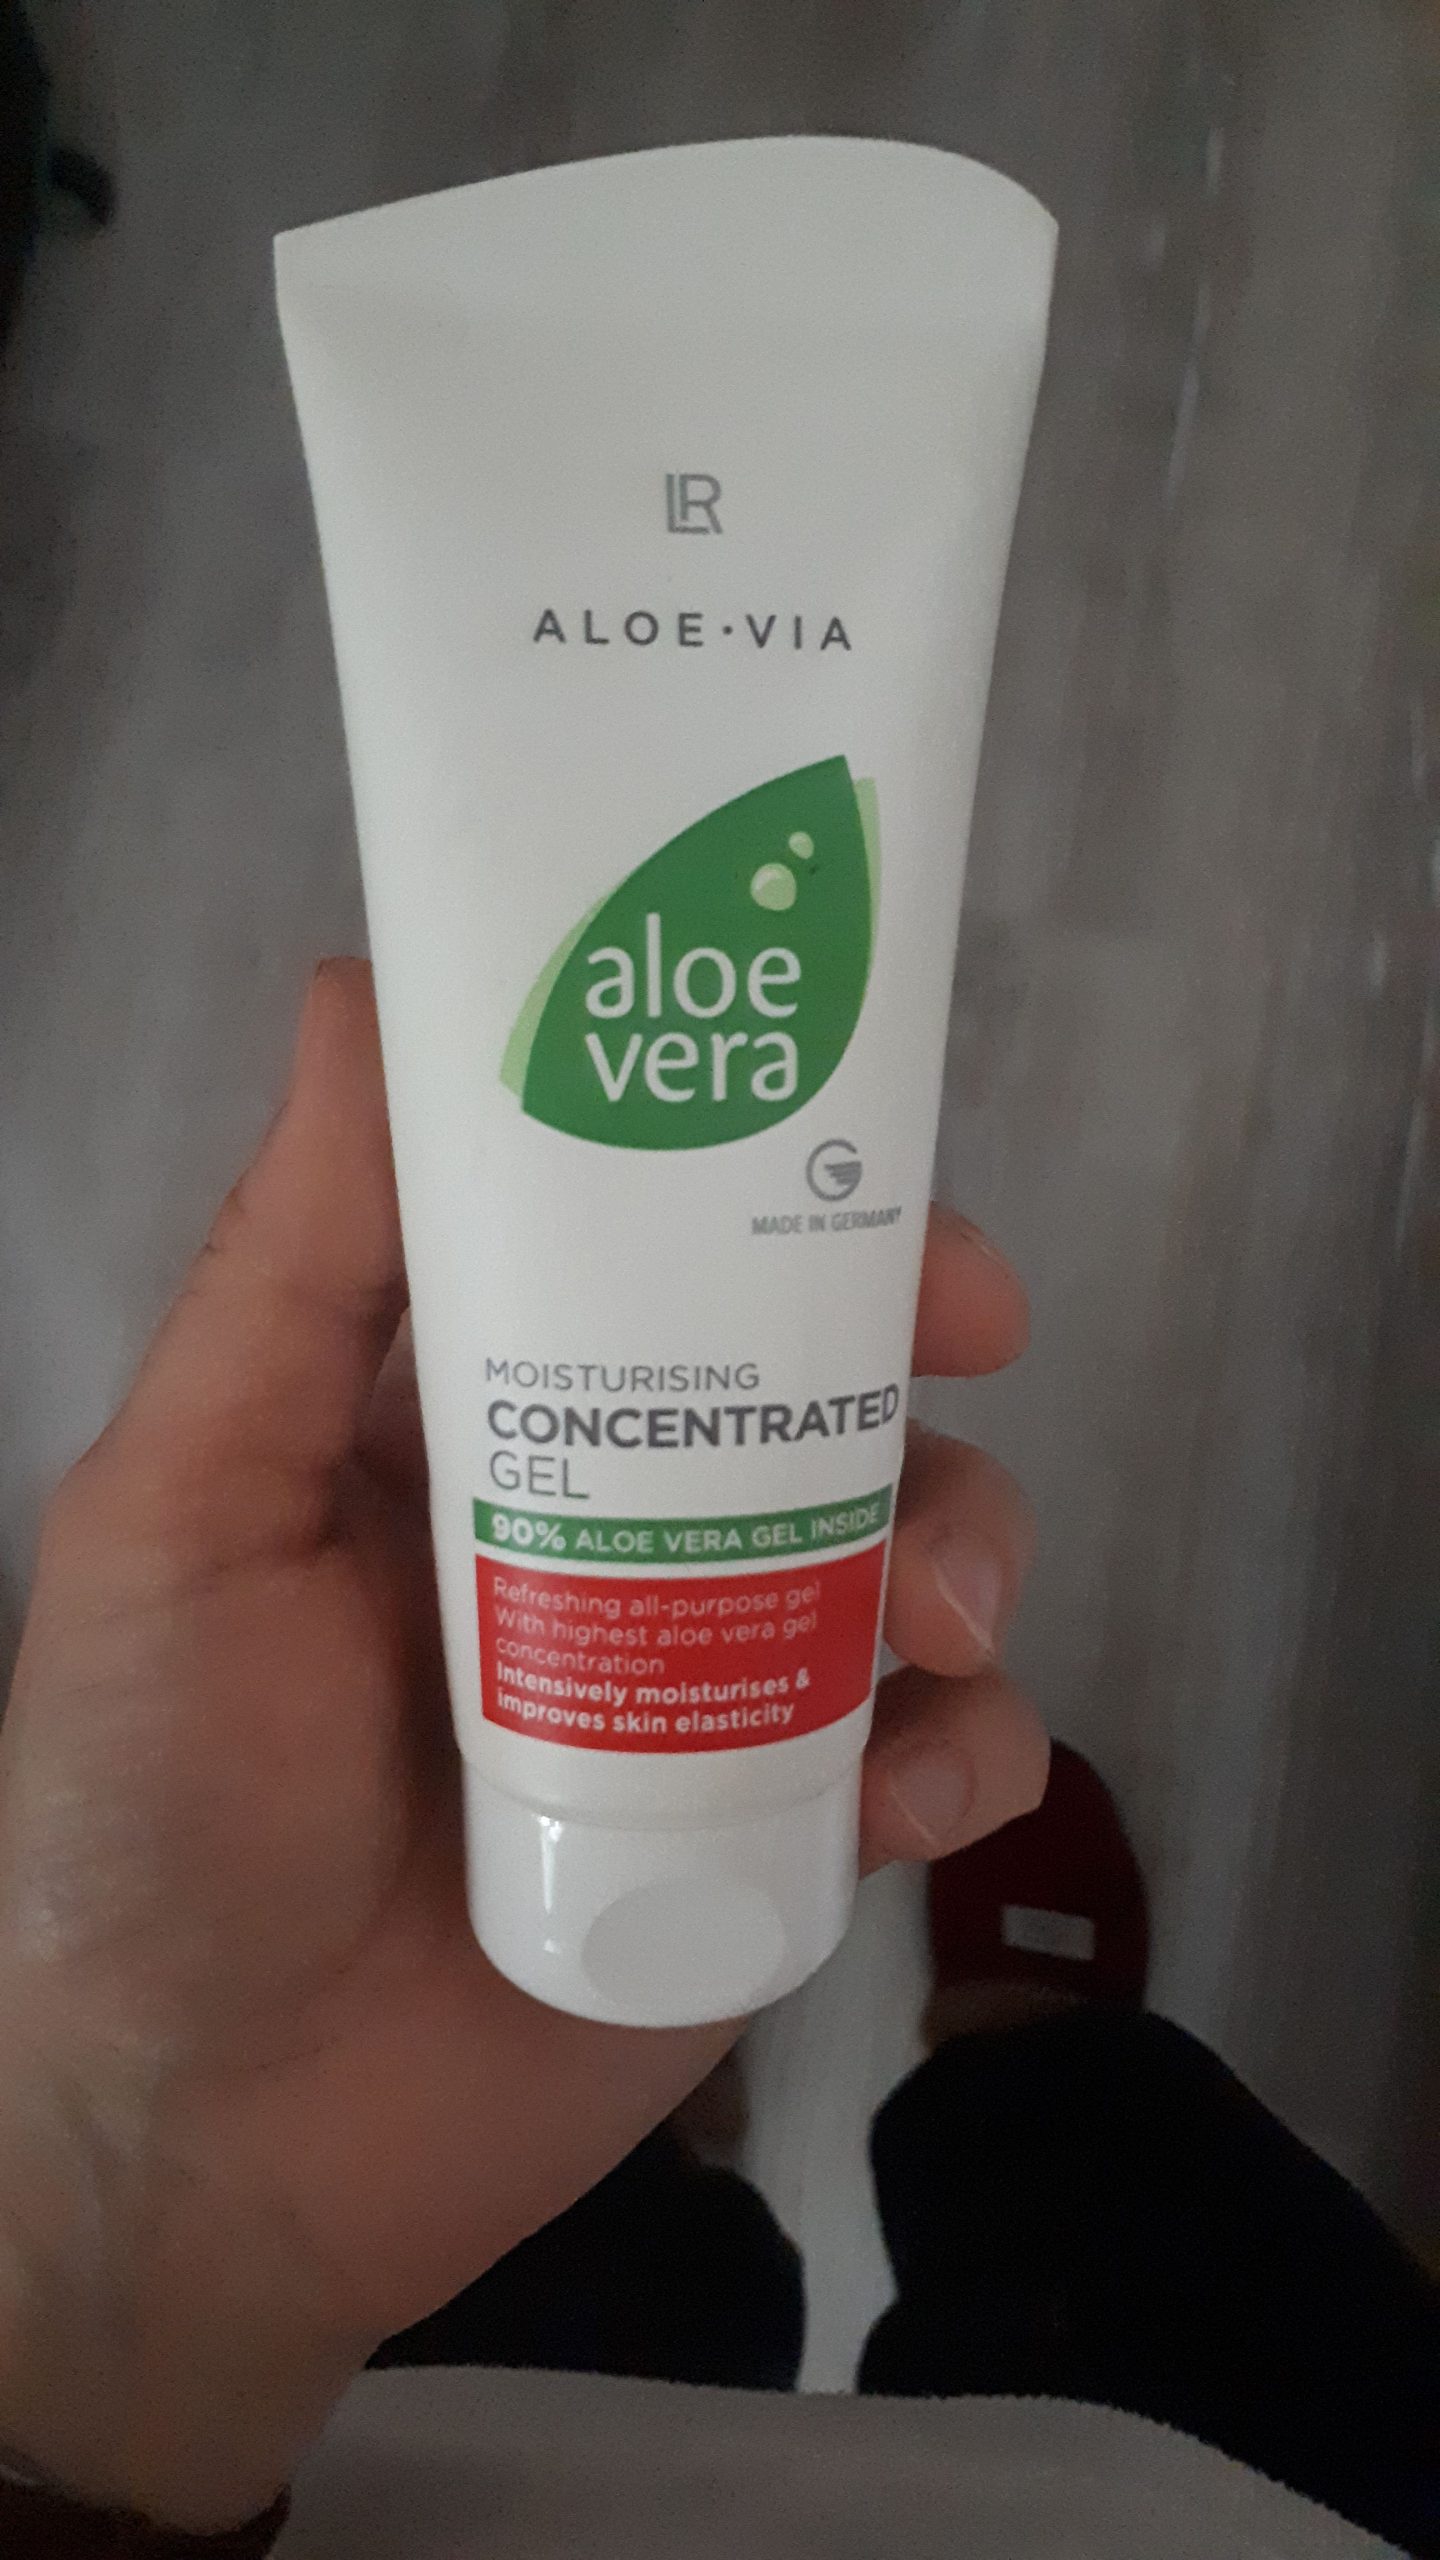 LR
ALOE·VIA
aloe
vera
MADE IN GERMANY
MOISTURISING
CONCENTRATED
GEL
90% ALOE VERA GEL INSIDE
Refreshing all-purpose gel
With highest aloe vera gel
concentration
Intensively moisturises &
improves skin elasticity